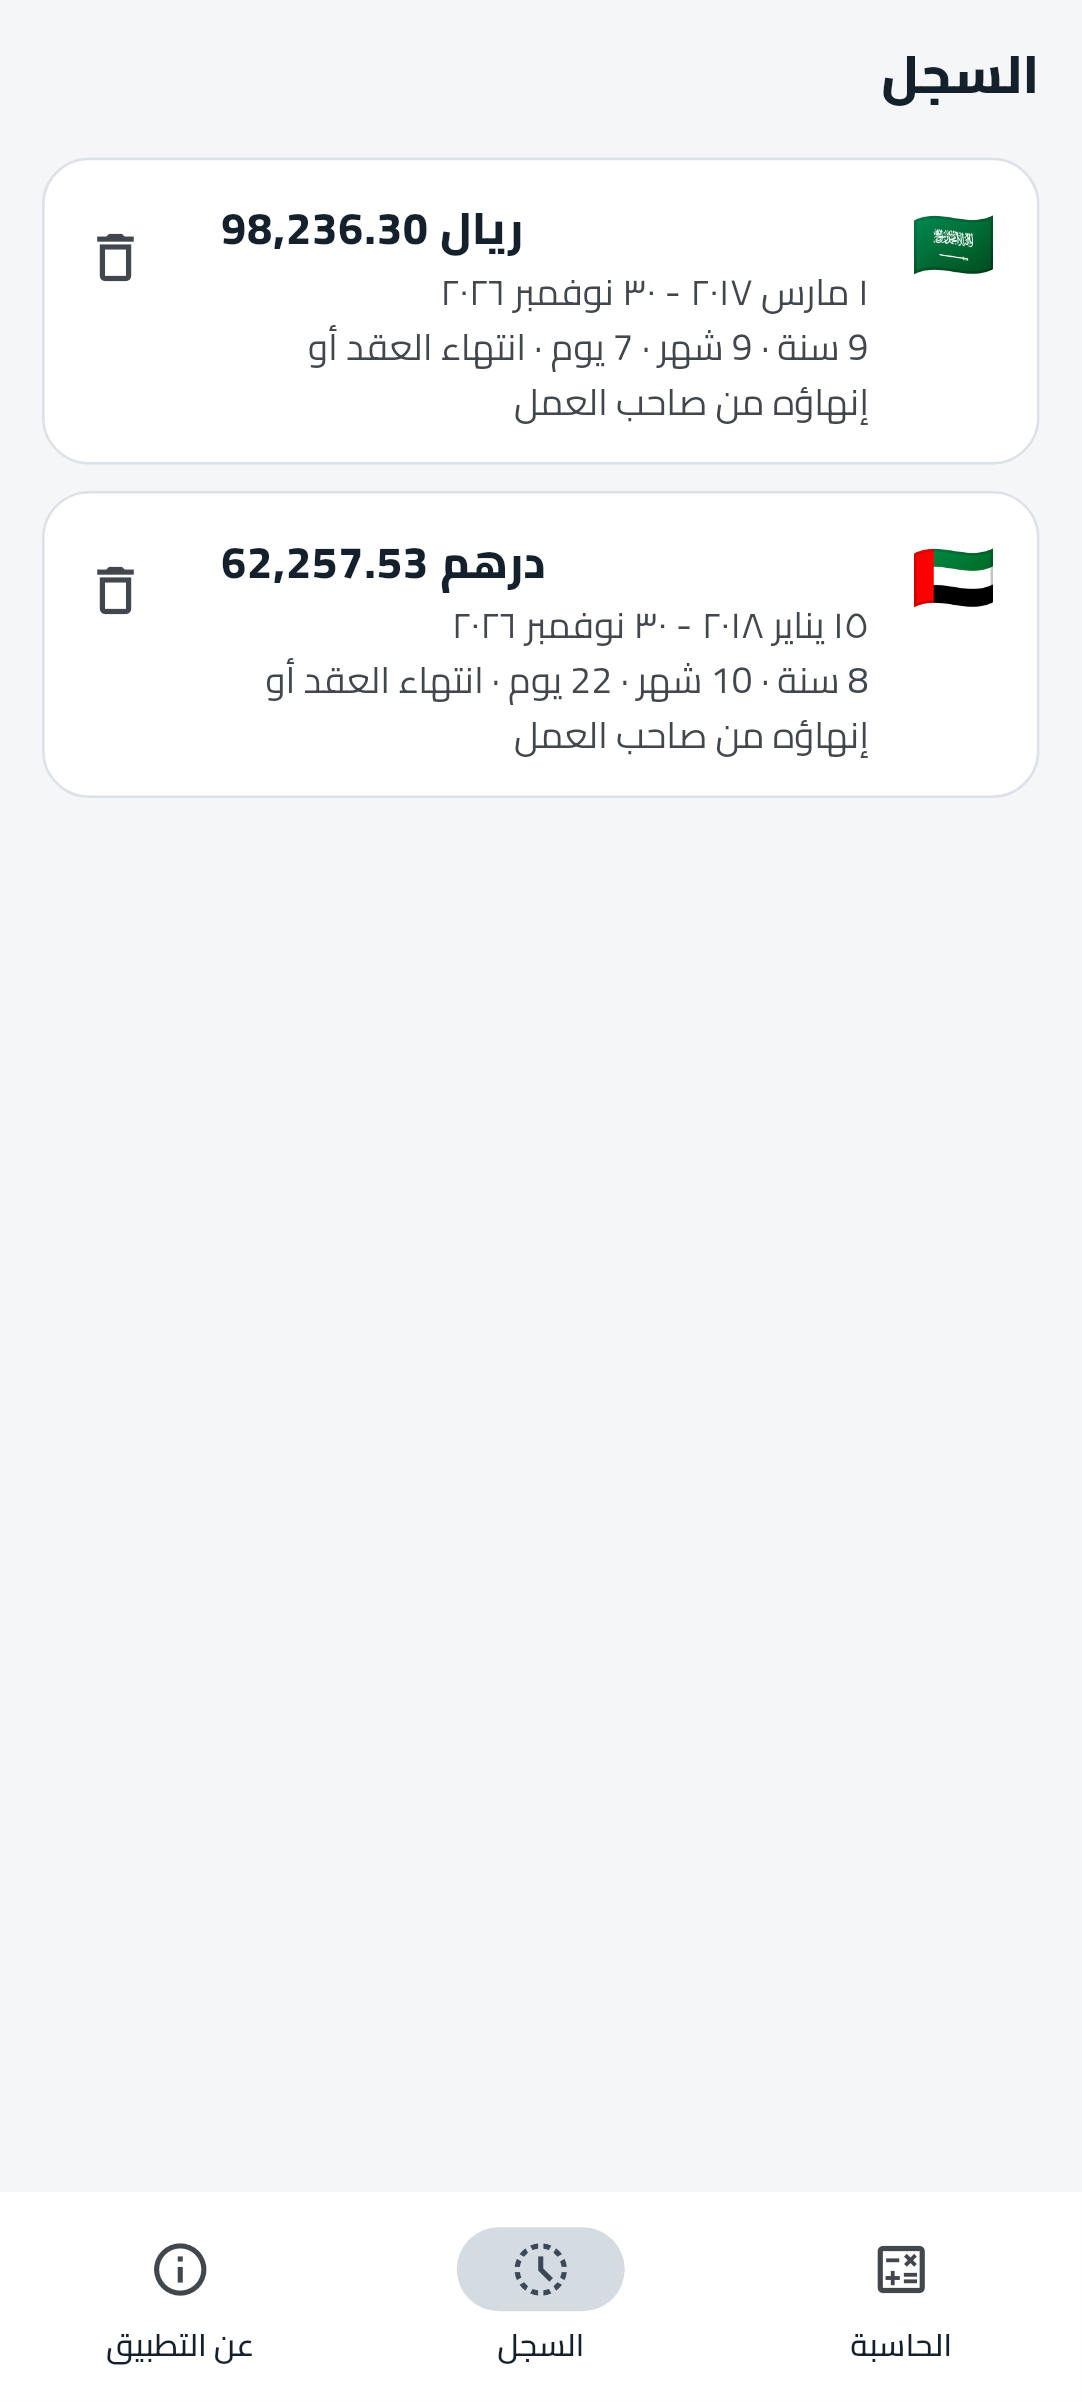 السجل
98,236.30 ريال
١ مارس ٢٠١٧ - ٣٠ نوفمبر ٢٠٢٦
9 سنة · 9 شهر · 7 يوم · انتهاء العقد أو
إنهاؤه من صاحب العمل
62,257.53 درهم
١٥ يناير ٢٠١٨ - ٣٠ نوفمبر ٢٠٢٦
8 سنة · 10 شهر · 22 يوم · انتهاء العقد أو
إنهاؤه من صاحب العمل
الحاسبة
السجل
عن التطبيق